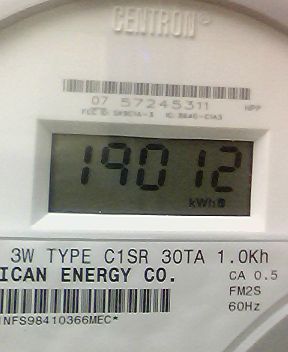 CENTRON
07 57245311
19012
kWh
3W TYPE C1SR 30TA 1.0Kh
ICAN ENERGY CO.
CA 0.5
FM2S
60Hz
NFS98410366MEC*